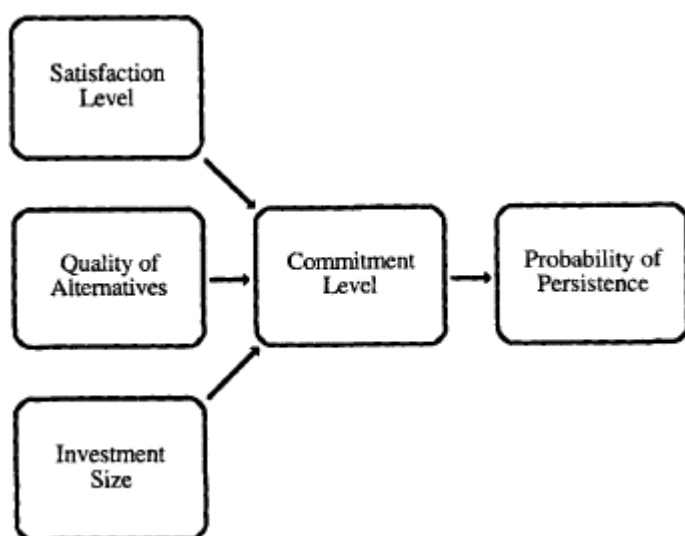 Satisfaction
Level
Quality of
Alternatives
Commitment
Level
Probability of
Persistence
Investment
Size